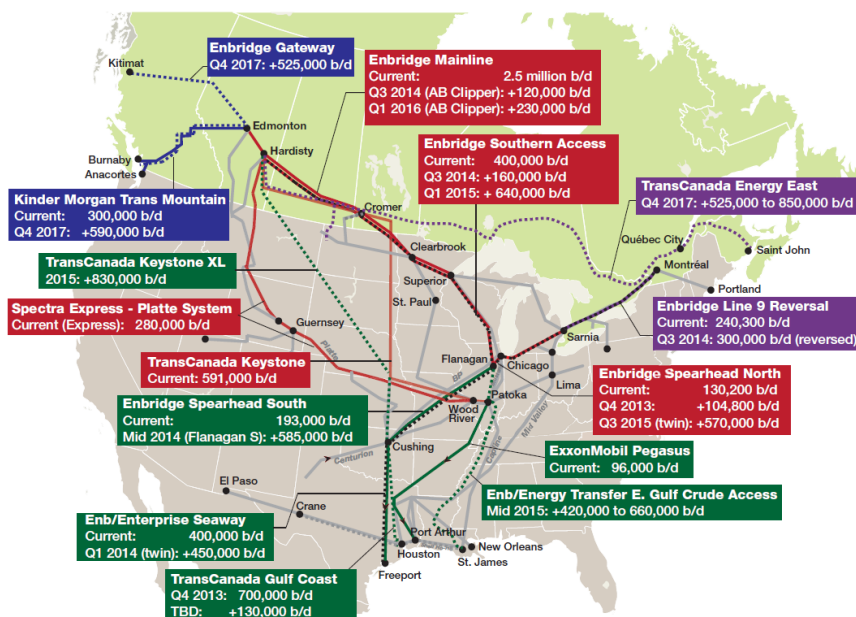 Enbridge Gateway
Q4 2017: +525,000 b/d
Kitimat
Enbridge Mainline
Current: 2.5 million b/d
Q3 2014 (AB Clipper): +120,000 b/d
Q1 2016 (AB Clipper): +230,000 b/d
Edmonton
Hardisty
Burnaby
Anacortes
Enbridge Southern Access
Current: 400,000 b/d
Q3 2014: +160,000 b/d
Q1 2015: + 640,000 b/d
TransCanada Energy East
Q4 2017: +525,000 to 850,000 b/d
Kinder Morgan Trans Mountain
Current: 300,000 b/d
Q4 2017: +590,000 b/d
Cromer
Québec City
Saint John
Clearbrook
Montréal
TransCanada Keystone XL
2015: +830,000 b/d
Superior
Portland
St. Paul
Spectra Express - Platte System
Current (Express): 280,000 b/d
Guernsey
Platte
Enbridge Line 9 Reversal
Current: 240,300 b/d
Q3 2014: 300,000 b/d (reversed)
Sarnia
TransCanada Keystone
Current: 591,000 b/d
Flanagan
Chicago
BP
Lima
Enbridge Spearhead North
Current: 130,200 b/d
Q4 2013: +104,800 b/d
Q3 2015 (twin): +570,000 b/d
Enbridge Spearhead South
Current: 193,000 b/d
Mid 2014 (Flanagan S): +585,000 b/d
Wood
River
Patoka
Mid Valley
Capline
Cushing
Centurion
ExxonMobil Pegasus
Current: 96,000 b/d
El Paso
Crane
Enb/Energy Transfer E. Gulf Crude Access
Mid 2015: +420,000 to 660,000 b/d
Enb/Enterprise Seaway
Current: 400,000 b/d
Q1 2014 (twin): +450,000 b/d
Port Arthur
Houston
New Orleans
St. James
Freeport
TransCanada Gulf Coast
Q4 2013: 700,000 b/d
TBD: +130,000 b/d